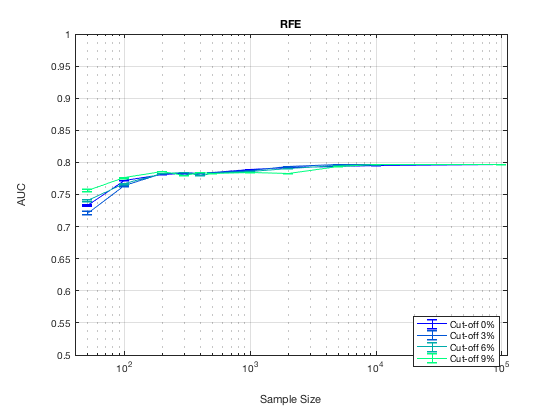 RFE
1
0.95
0.9
0.85
0.8
0.75
0.7
0.65
0.6
0.55
0.5
AUC
10^2
10^3
10^4
10^5
Sample Size
Cut-off 0%
Cut-off 3%
Cut-off 6%
Cut-off 9%